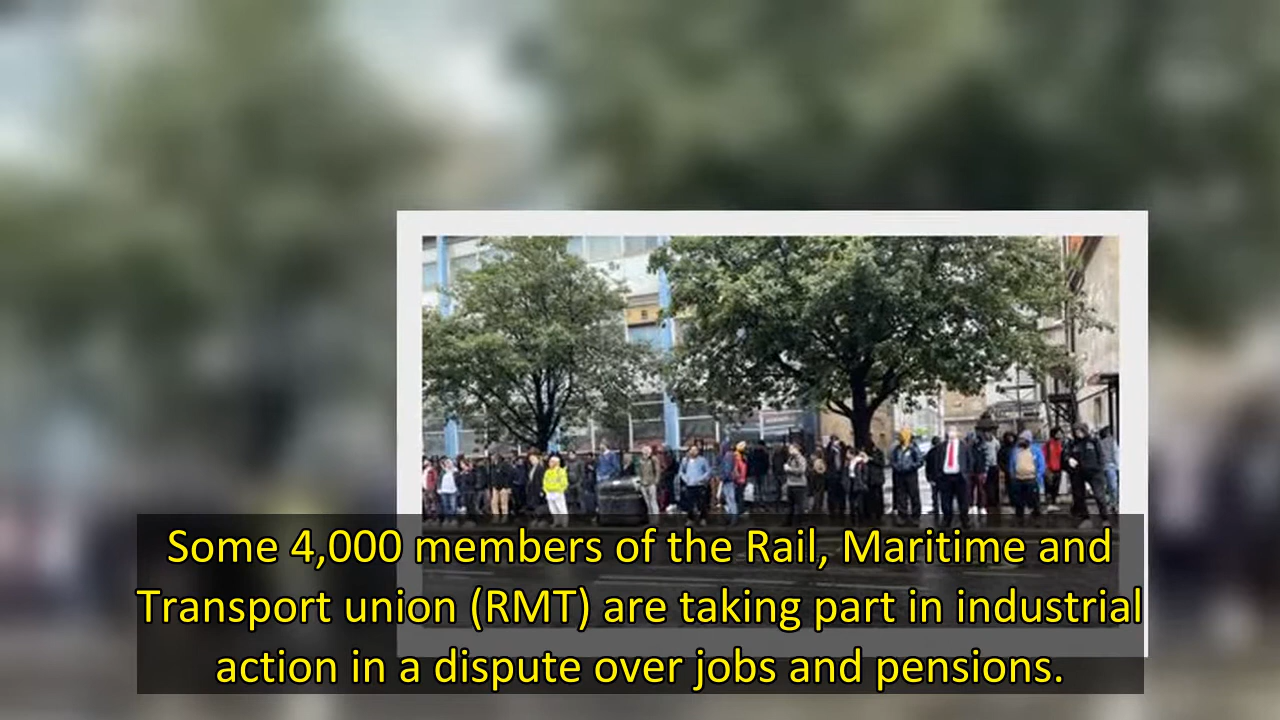 Some 4,000 members of the Rail, Maritime and
Transport union (RMT) are taking part in industrial
action in a dispute over jobs and pensions.